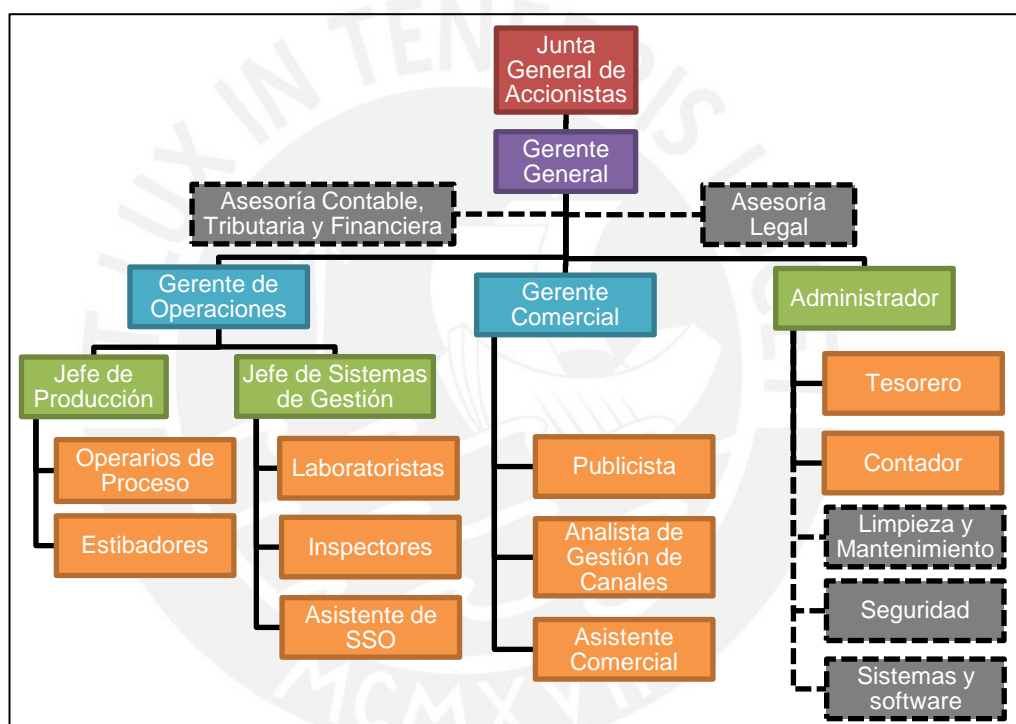 Junta
General de
Accionistas
Gerente
General
Asesoría Contable,
Tributaria y Financiera
Asesoría
Legal
Gerente de
Operaciones
Gerente
Comercial
Administrador
Jefe de
Producción
Jefe de Sistemas
de Gestión
Tesorero
Operarios de
Proceso
Laboratoristas
Publicista
Contador
Estibadores
Inspectores
Analista de
Gestión de
Canales
Limpieza y
Mantenimiento
Seguridad
Asistente de
SSO
Asistente
Comercial
Sistemas y
software
LUX IN
MCMXVII